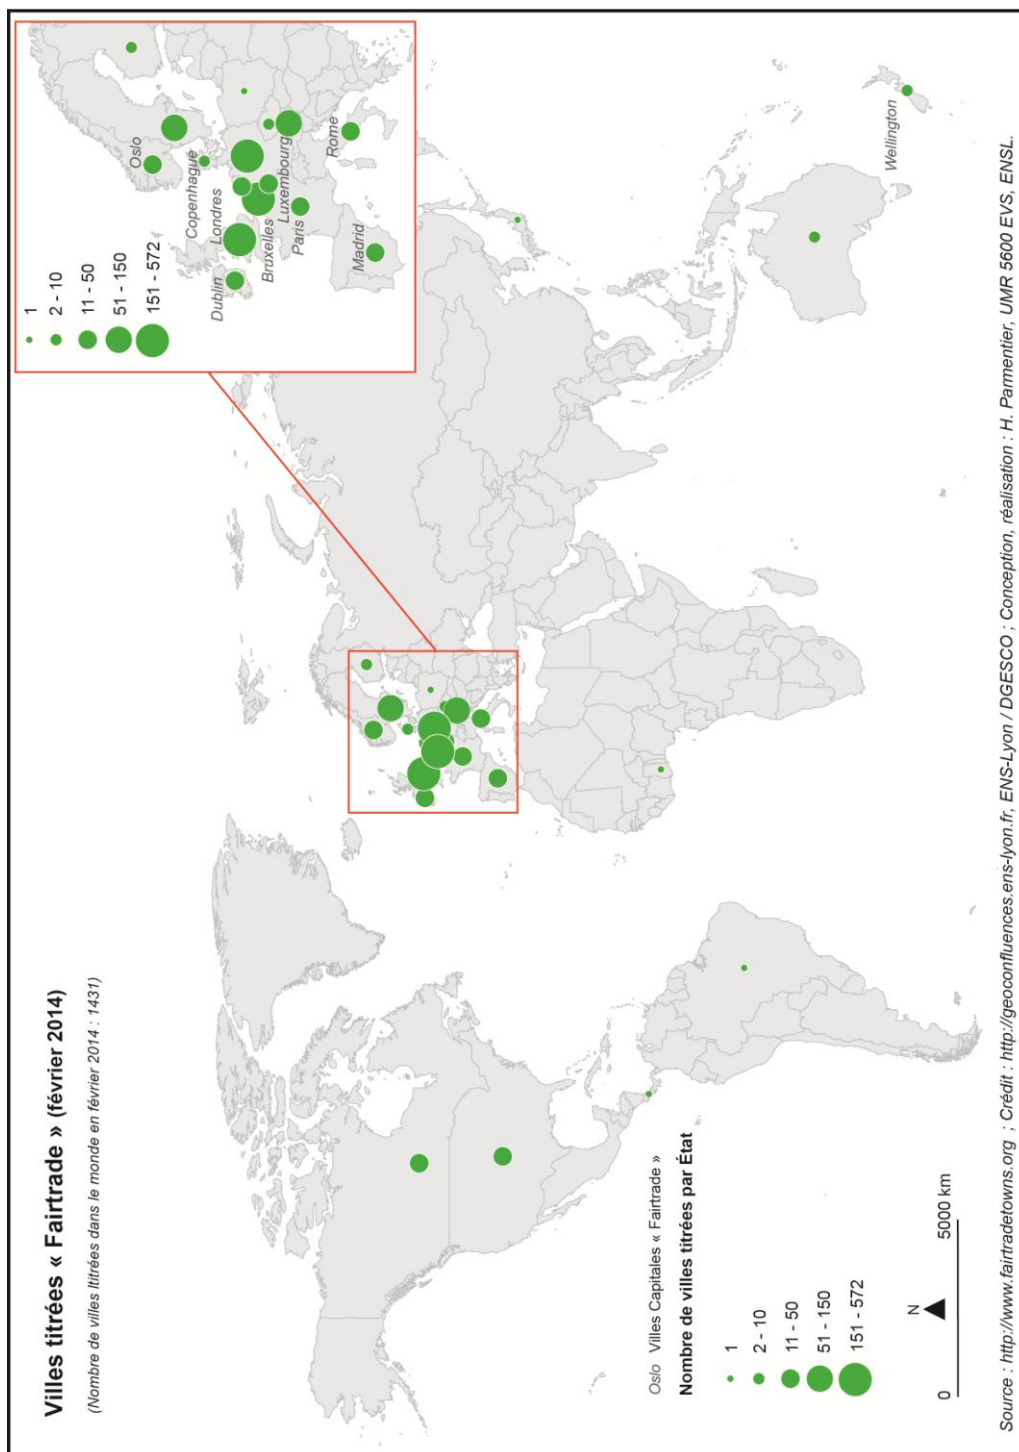 Villes titrées « Fairtrade » (février 2014)
(Nombre de villes ltitrées dans le monde en février 2014 : 1431)
1
2 - 10
11 - 50
51 - 150
151 - 572
Oslo
Copenhague
Londres
Dublin
Bruxelles
Luxembourg
Paris
Madrid
Rome
Wellington
Oslo Villes Capitales « Fairtrade »
Nombre de villes titrées par État
1
2 - 10
11 - 50
51 - 150
151 - 572
N
0 5000 km
Source : http://www.fairtradetowns.org ; Crédit : http://geoconfluences.ens-lyon.fr, ENS-Lyon / DGESCO ; Conception, réalisation : H. Parmentier, UMR 5600 EVS, ENSL.